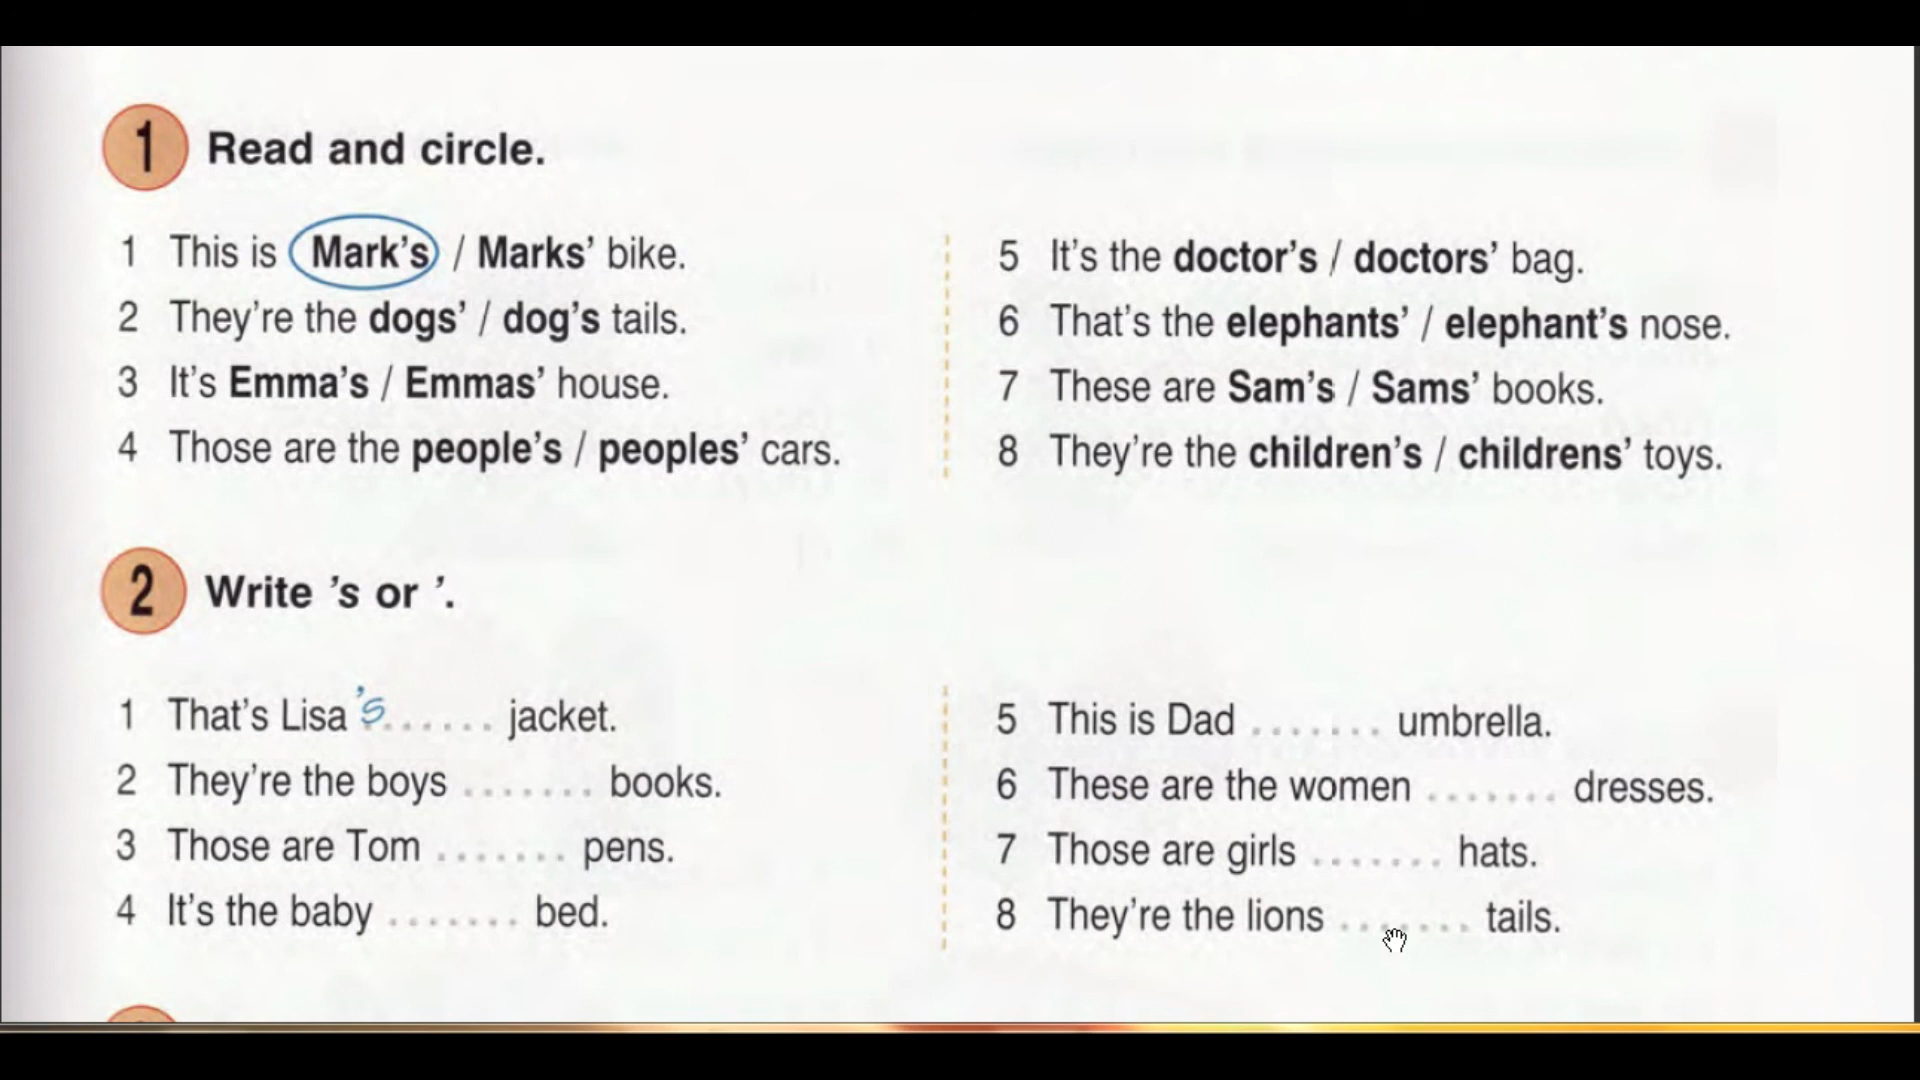 1 Read and circle.
1 This is Mark's / Marks' bike.
2 They're the dogs' / dog's tails.
3 It's Emma's / Emmas' house.
4 Those are the people's / peoples' cars.
5 It's the doctor's / doctors' bag.
6 That's the elephants' / elephant's nose.
7 These are Sam's / Sams' books.
8 They're the children's / childrens' toys.
2 Write 's or '.
1 That's Lisa 's...... jacket.
2 They're the boys ....... books.
3 Those are Tom ....... pens.
4 It's the baby ....... bed.
5 This is Dad ....... umbrella.
6 These are the women ....... dresses.
7 Those are girls ....... hats.
8 They're the lions ....... tails.